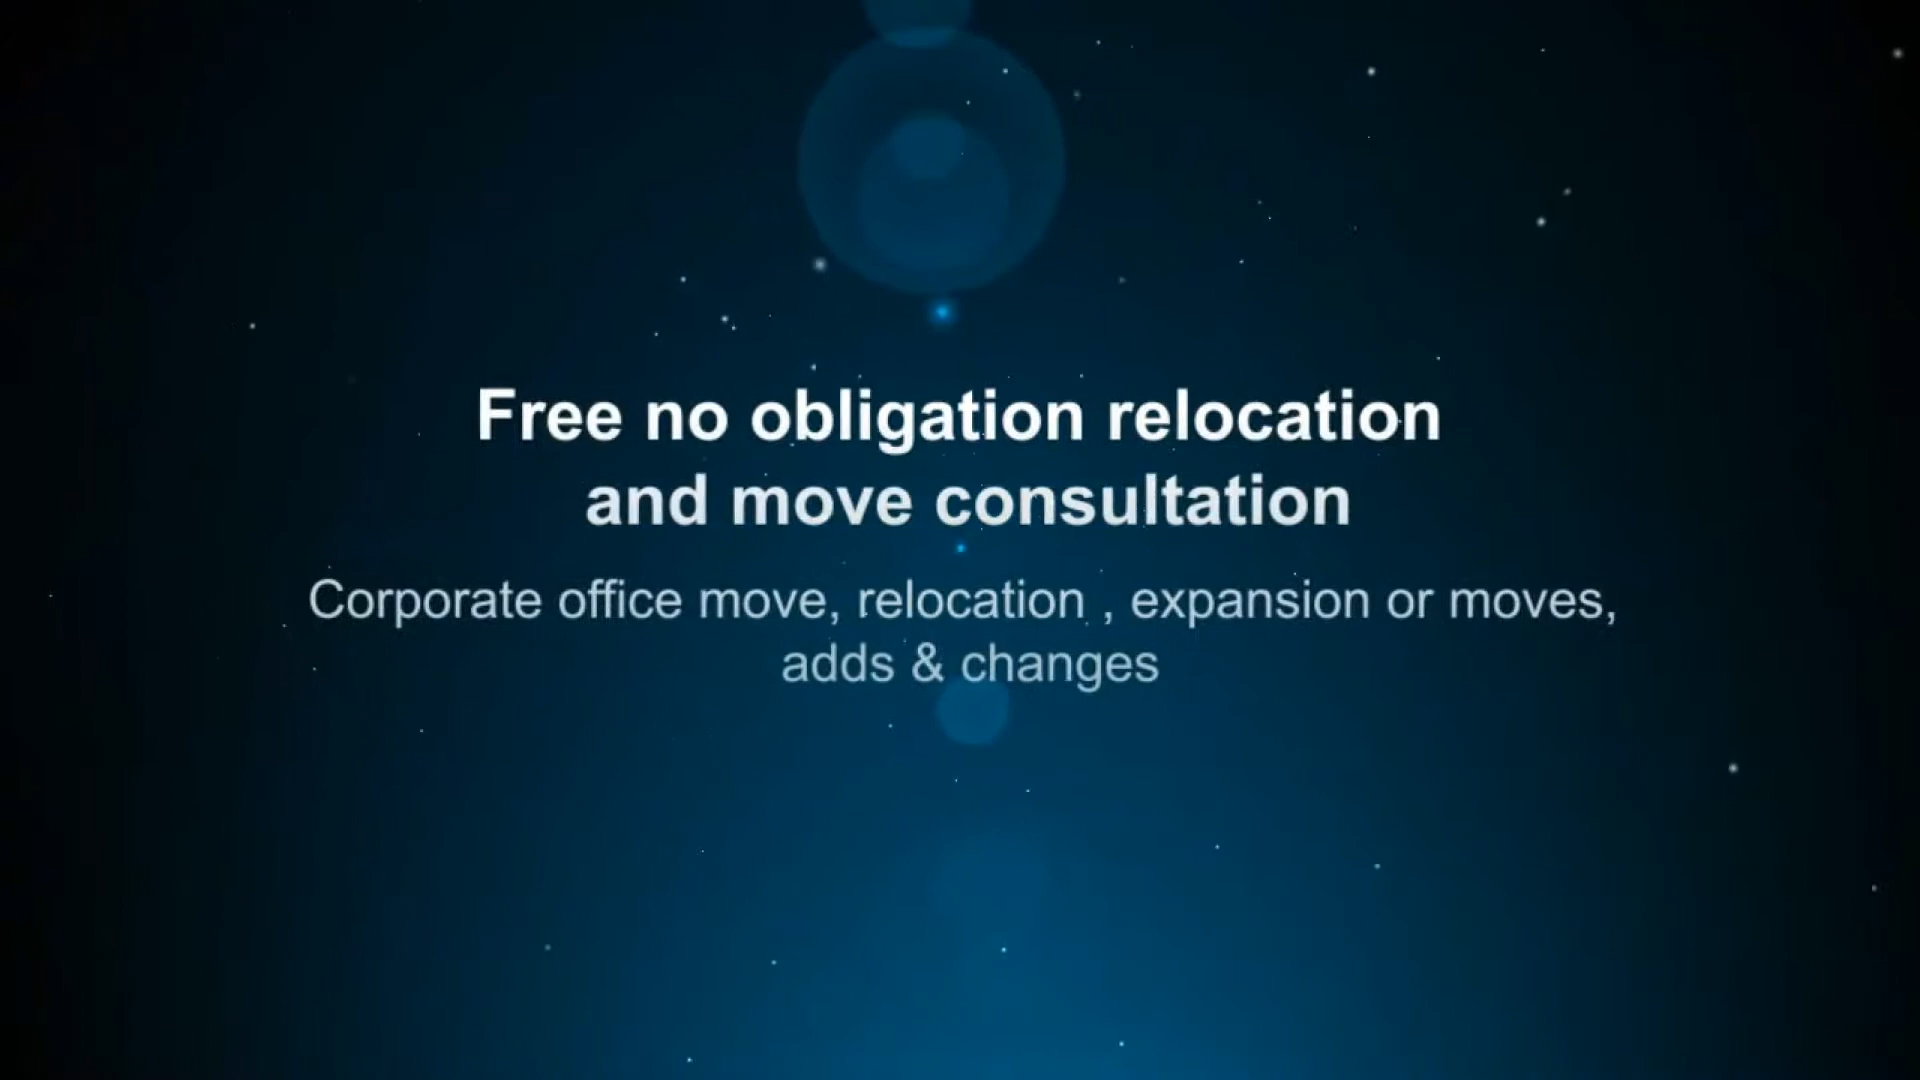 Free no obligation relocation
and move consultation
Corporate office move, relocation , expansion or moves,
adds & changes